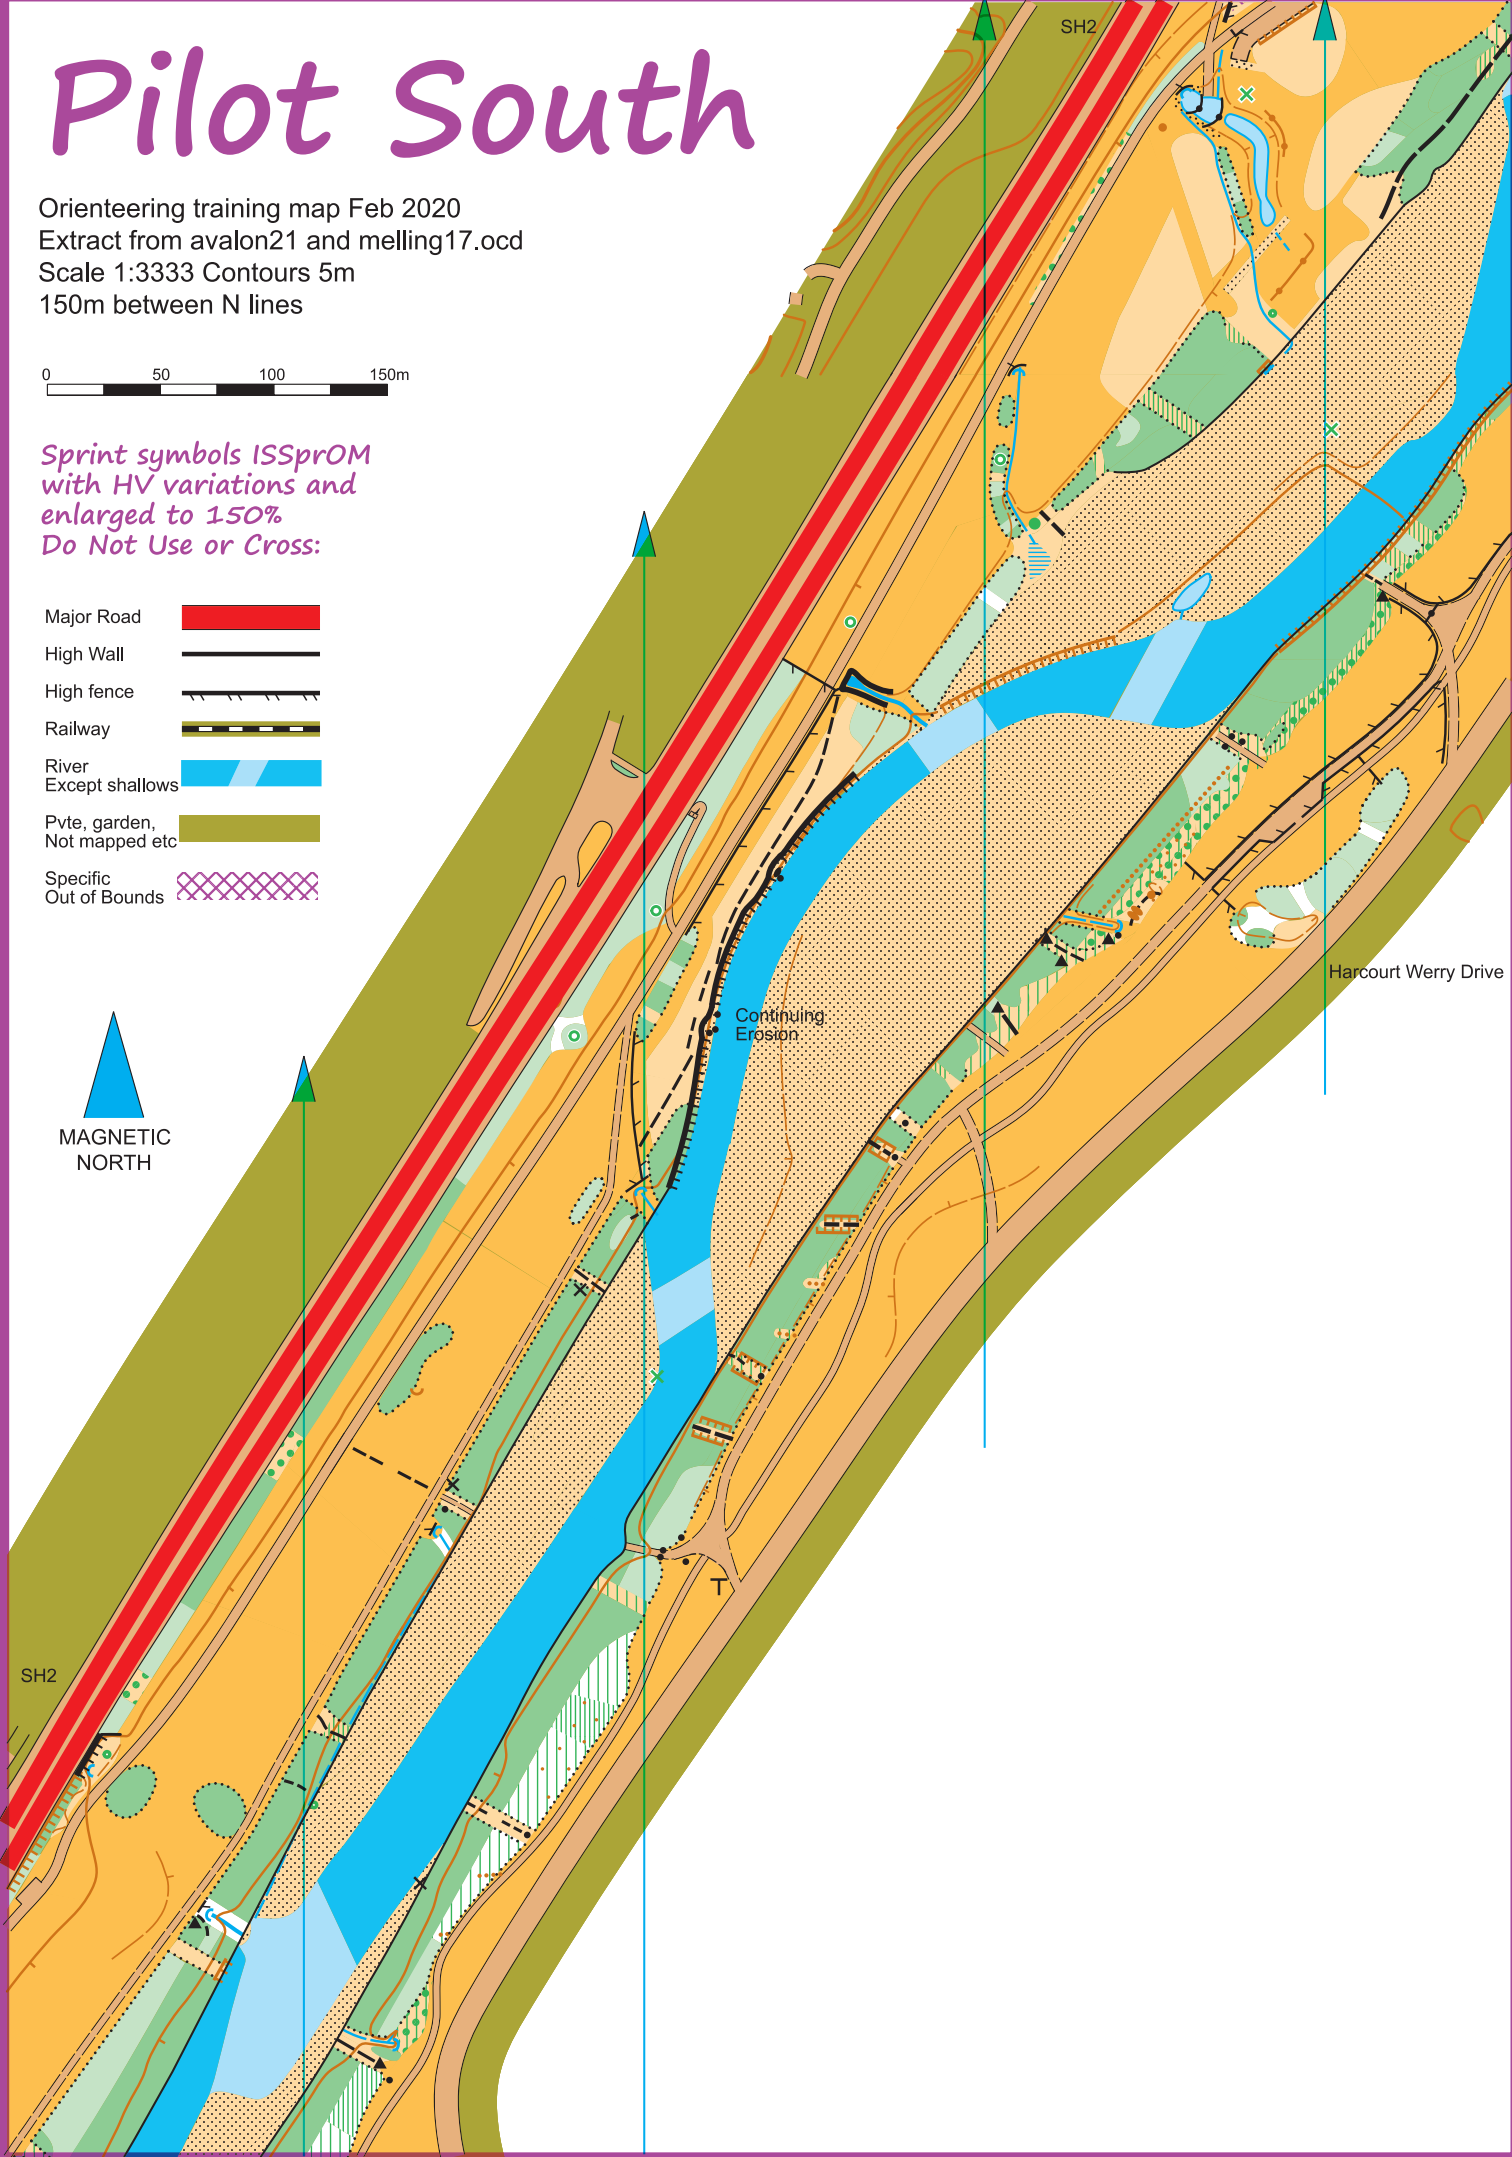 SH2
Pilot South
Orienteering training map Feb 2020
Extract from avalon21 and melling17.ocd
Scale 1:3333 Contours 5m
150m between N lines
0 50 100 150m
Sprint symbols ISSprOM
with HV variations and
enlarged to 150%
Do Not Use or Cross:
Major Road
High Wall
High fence
Railway
River
Except shallows
Pvte, garden,
Not mapped etc
Specific
Out of Bounds
Harcourt Werry Drive
Continuing
Erosion
MAGNETIC
NORTH
SH2